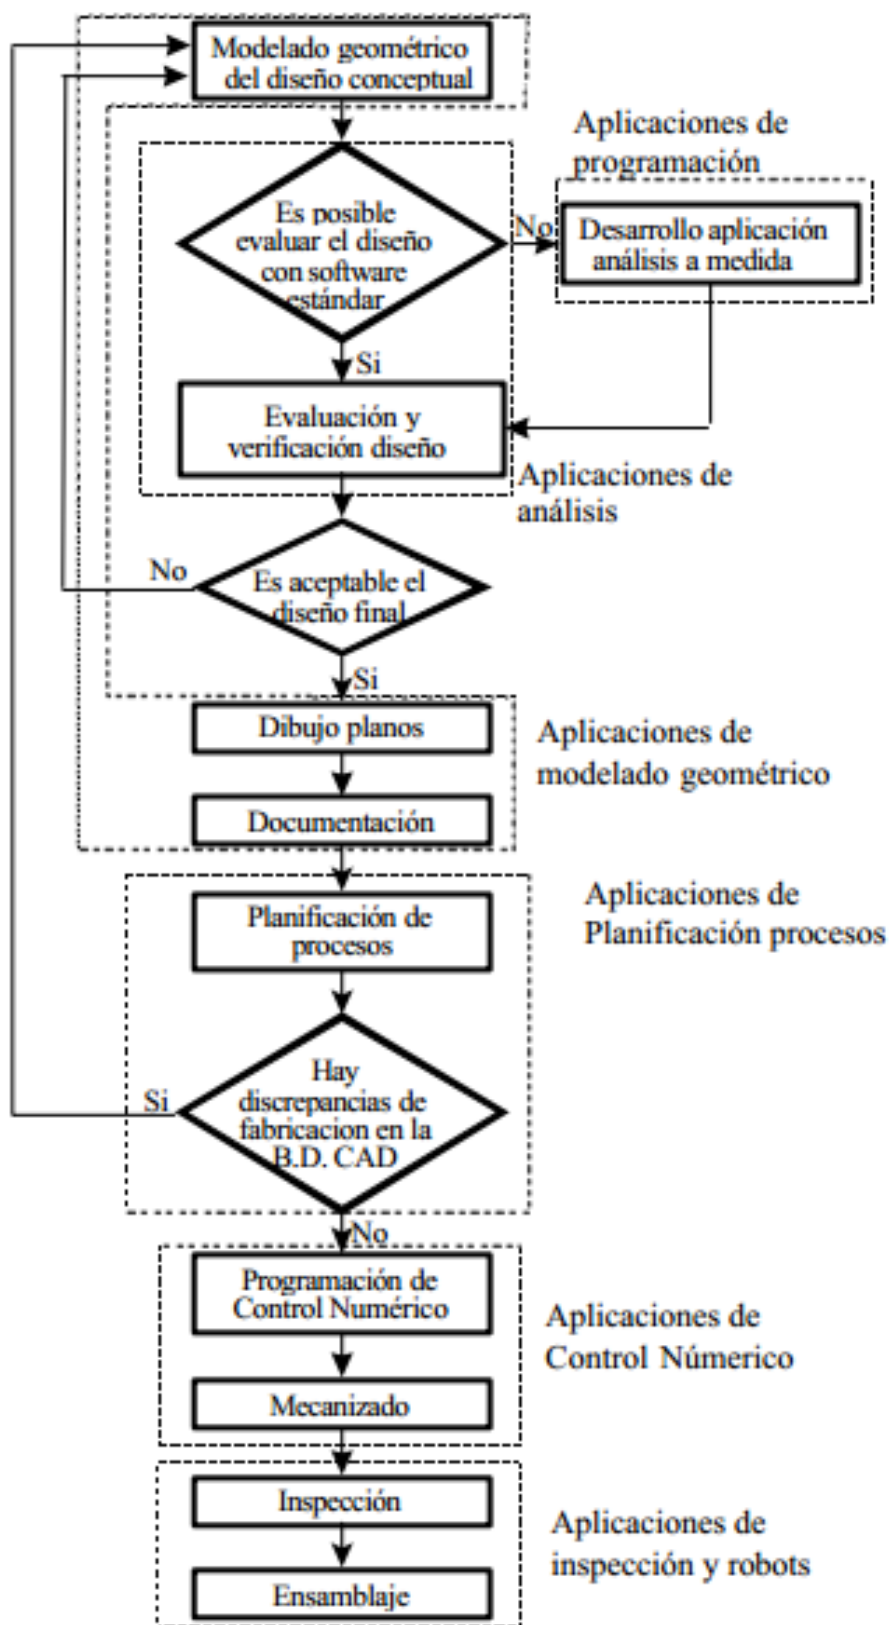 Modelado geométrico
del diseño conceptual
Aplicaciones de
programación
Es posible
evaluar el diseño
con software
estándar
No
Desarrollo aplicación
análisis a medida
Si
Evaluación y
verificación diseño
Aplicaciones de
análisis
No
Es aceptable el
diseño final
Si
Dibujo planos
Aplicaciones de
modelado geométrico
Documentación
Planificación de
procesos
Aplicaciones de
Planificación procesos
Hay
discrepancias de
fabricacion en la
B.D. CAD
Si
No
Programación de
Control Numérico
Aplicaciones de
Control Númerico
Mecanizado
Inspección
Aplicaciones de
inspección y robots
Ensamblaje